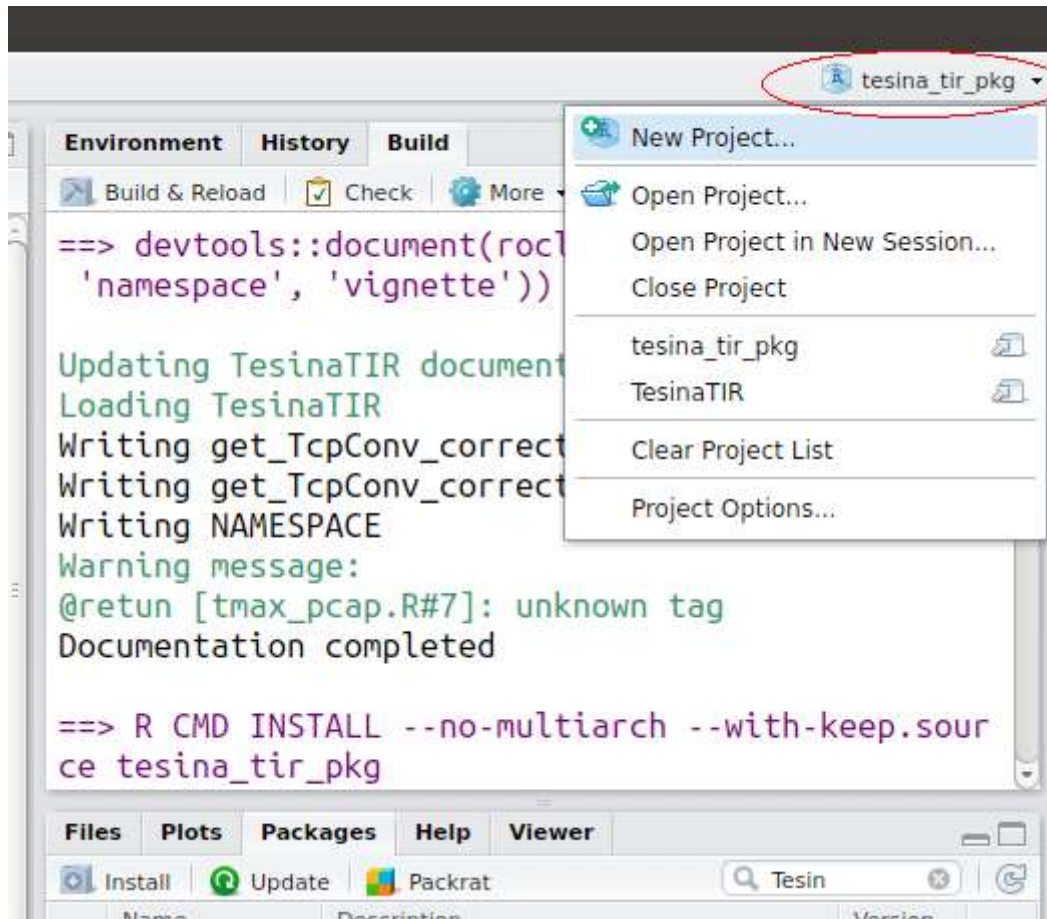 tesina_tir_pkg
Environment History Build
New Project...
Build & Reload Check More
Open Project...
Open Project in New Session...
Close Project
tesina_tir_pkg
TesinaTIR
Clear Project List
Project Options...
==> devtools::document(rocl
'namespace', 'vignette'))
Updating TesinaTIR document
Loading TesinaTIR
Writing get_TcpConv_correct
Writing get_TcpConv_correct
Writing NAMESPACE
Warning message:
@retun [tmax_pcap.R#7]: unknown tag
Documentation completed
==> R CMD INSTALL --no-multiarch --with-keep.sour
ce tesina_tir_pkg
Files Plots Packages Help Viewer
Install Update Packrat Tesin
Name Description Version